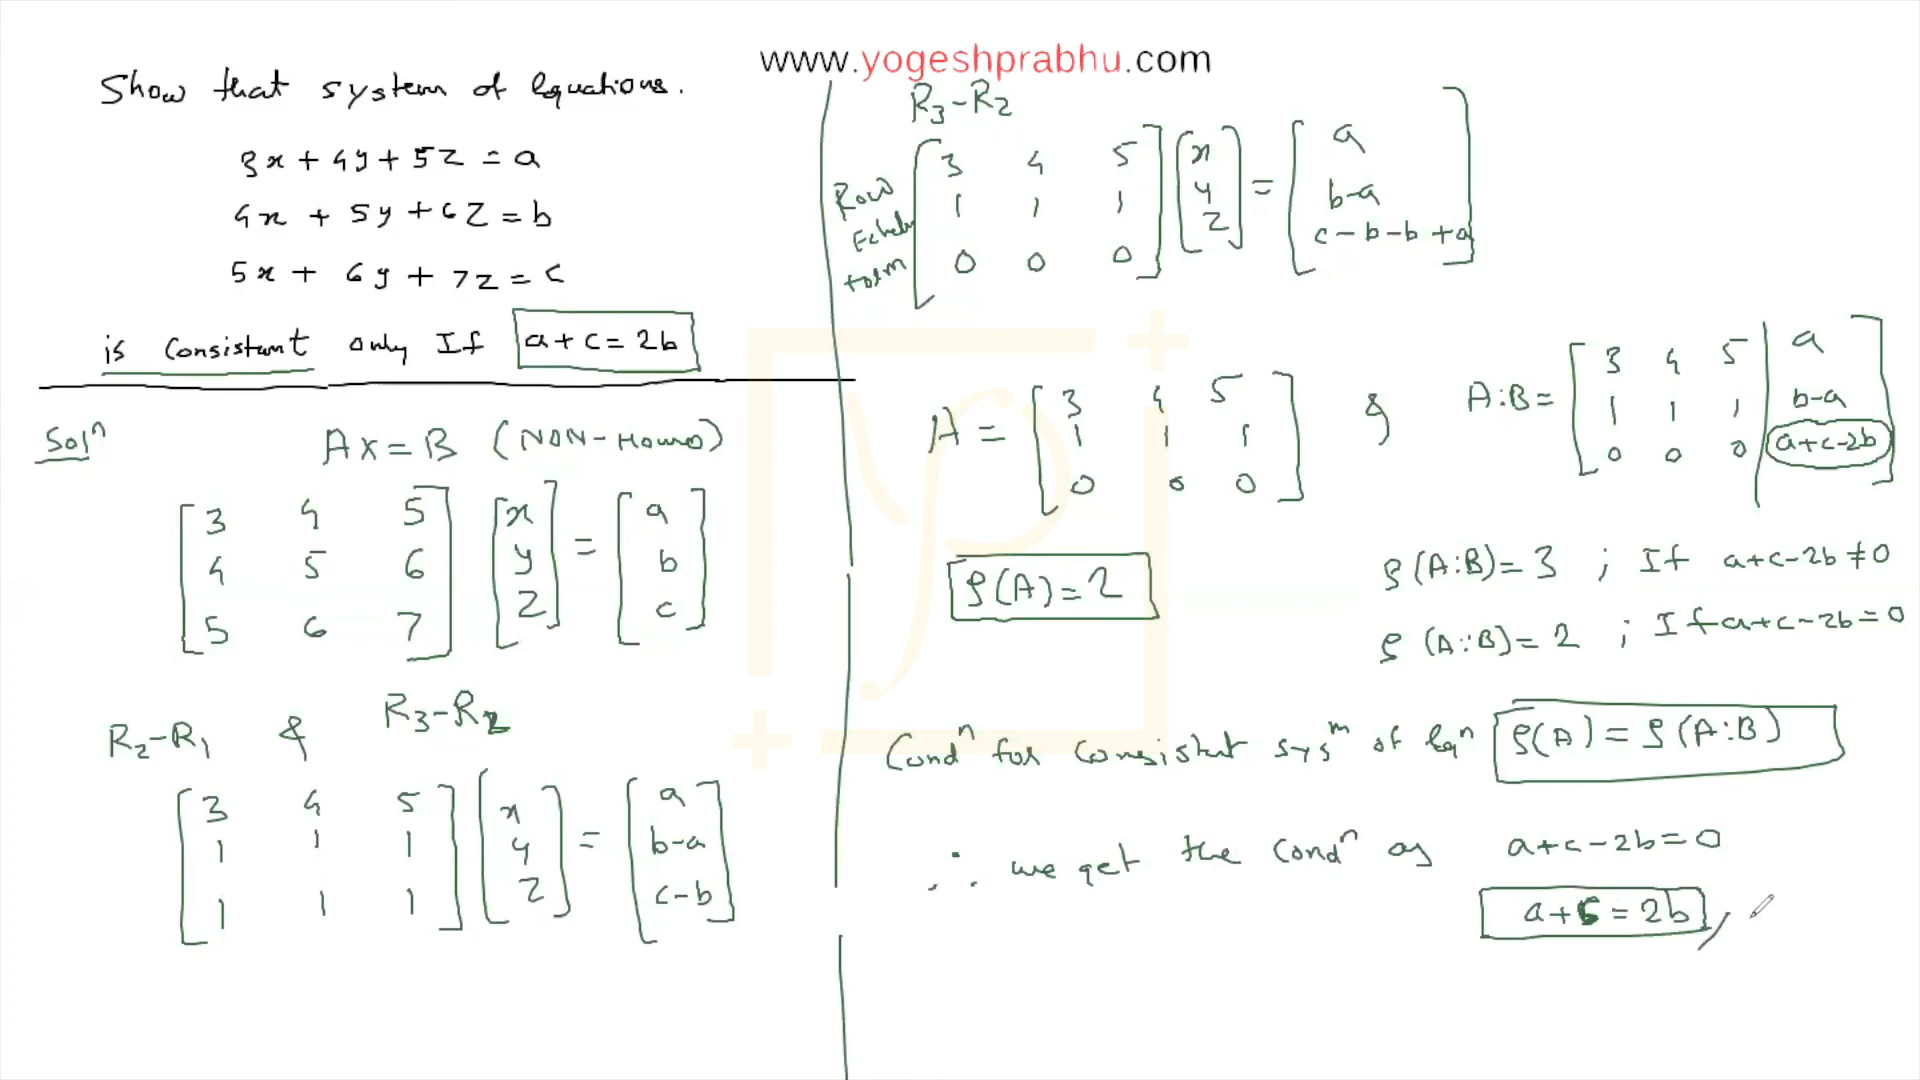 www.yogeshprabhu.com
Show that system of Equations.
3x + 4y + 5z = a
4x + 5y + 6z = b
5x + 6y + 7z = c
is Consistant only If a + c = 2b
Solⁿ AX = B (NON-Homo)
[3 4 5] [x] = [a]
[4 5 6] [y] [b]
[5 6 7] [z] [c]
R₂-R₁ & R₃-R₂
[3 4 5] [x] = [a]
[1 1 1] [y] [b-a]
[1 1 1] [z] [c-b]
R₃-R₂
Row
form
[3 4 5] [x] = [a]
[1 1 1] [y] [b-a]
[0 0 0] [z] [c-b-b+a]
A = [3 4 5] & A:B = [3 4 5 | a]
[1 1 1] [1 1 1 | b-a]
[0 0 0] [0 0 0 | a+c-2b]
ρ(A) = 2
ρ(A:B) = 3 ; If a+c-2b≠0
ρ(A:B) = 2 ; If a+c-2b=0
Condⁿ for Consistant sysᵐ of Eqⁿ ρ(A) = ρ(A:B)
∴ we get the Condⁿ as a+c-2b=0
a+c = 2b,